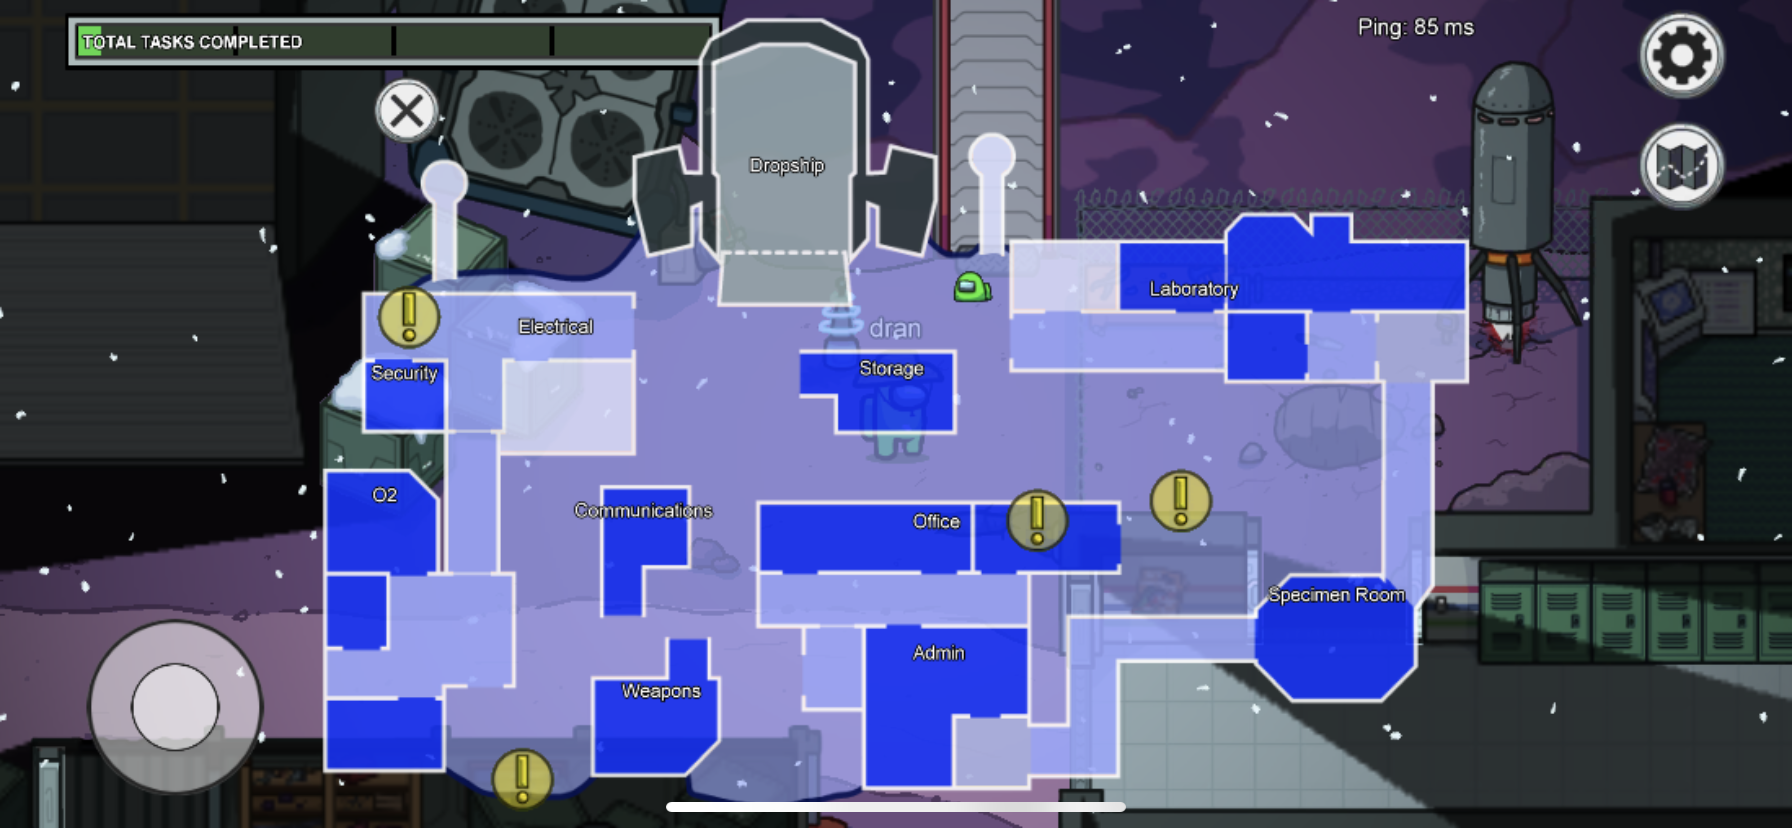 TOTAL TASKS COMPLETED
Ping: 85 ms
Dropship
Laboratory
Electrical
dran
Storage
Security
O2
Communications
Office
Specimen Room
Admin
Weapons